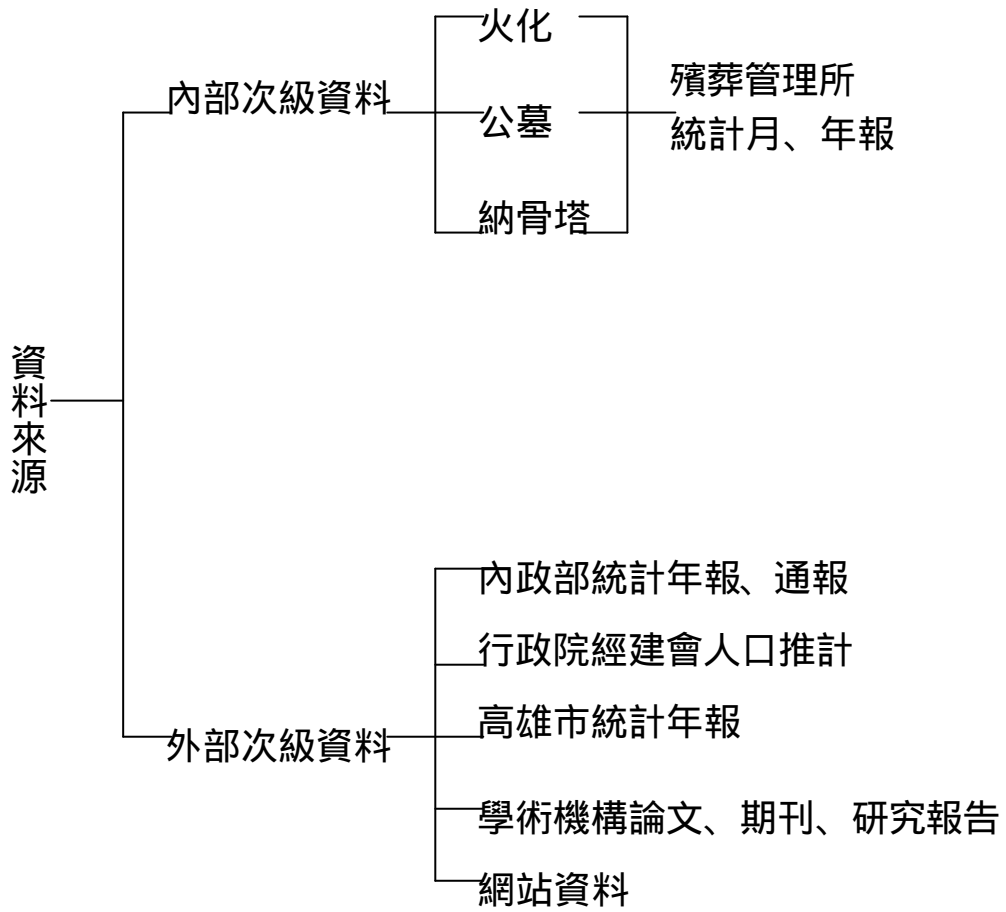 資料來源
內部次級資料
火化
公墓
納骨塔
殯葬管理所
統計月、年報
外部次級資料
內政部統計年報、通報
行政院經建會人口推計
高雄市統計年報
學術機構論文、期刊、研究報告
網站資料